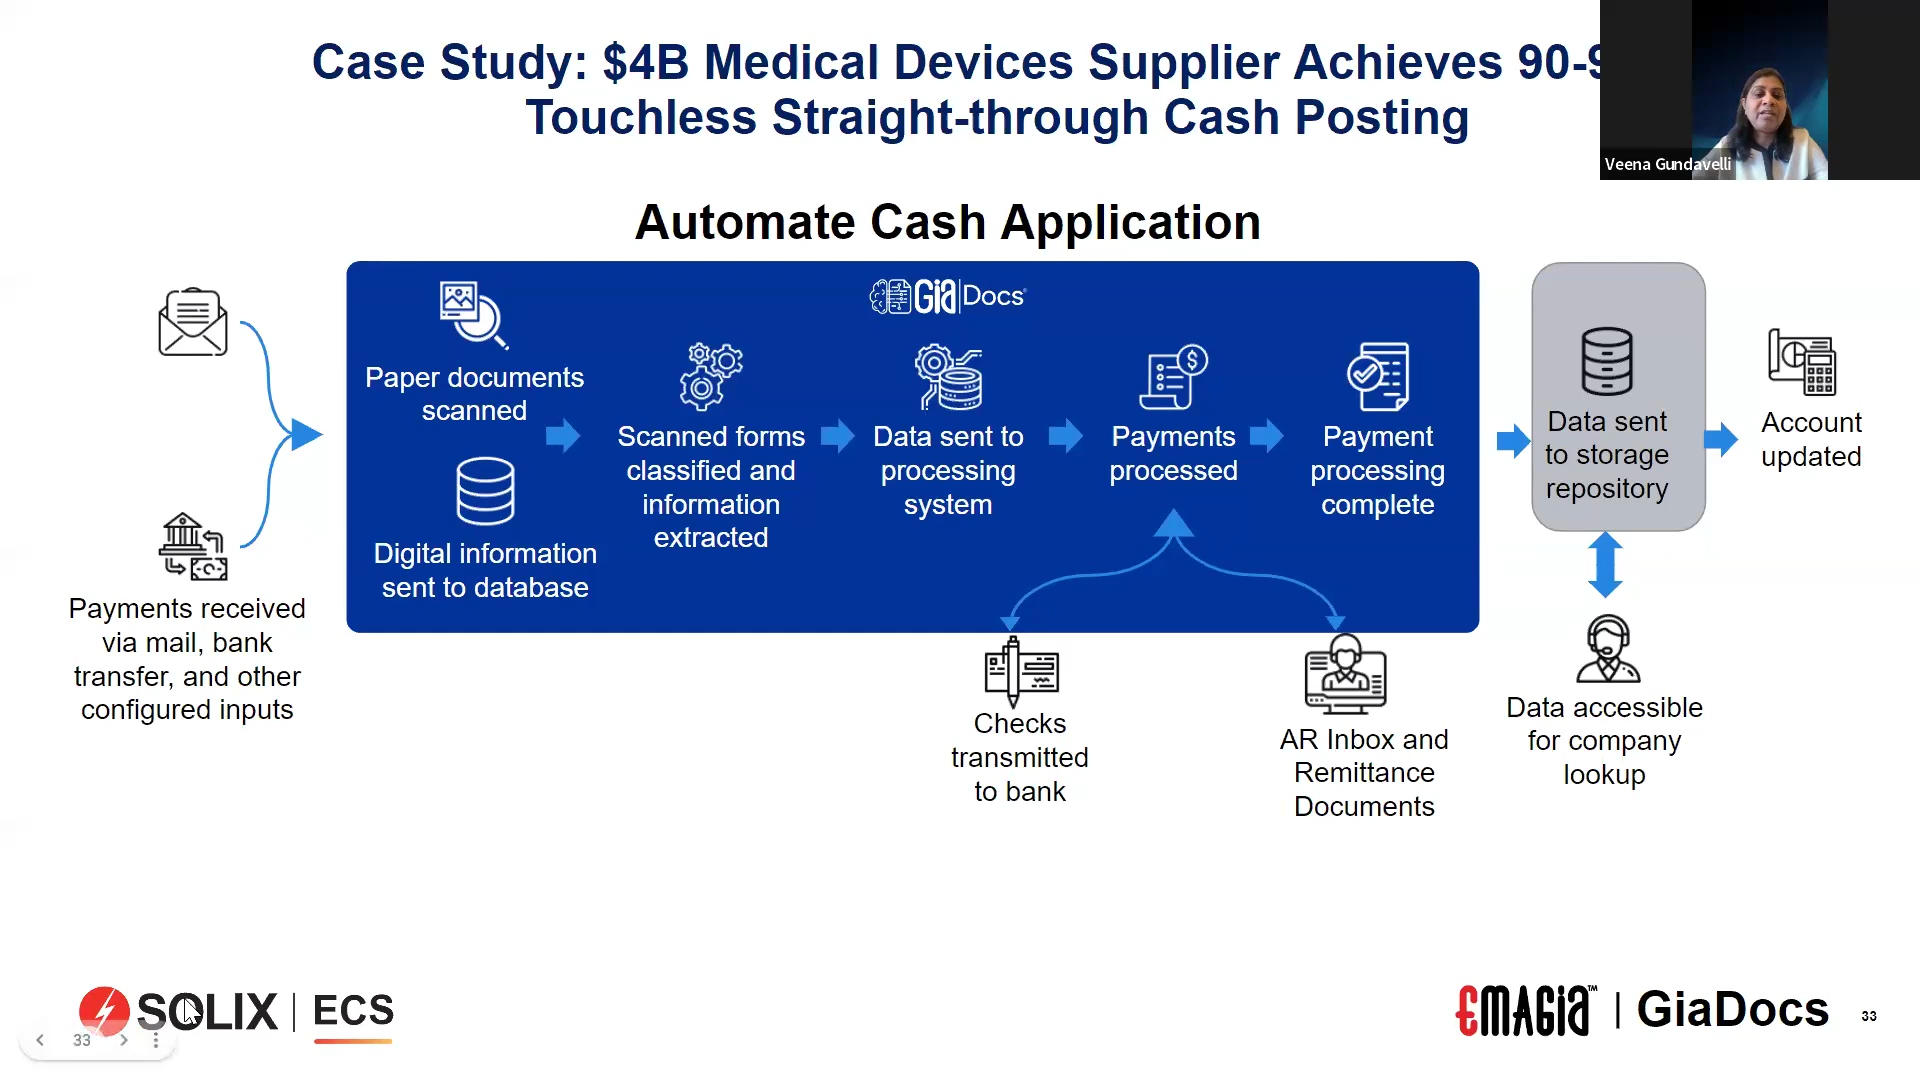 Case Study: $4B Medical Devices Supplier Achieves 90-
Touchless Straight-through Cash Posting
Veena Gundavelli
Automate Cash Application
Gia Docs
Paper documents
scanned
Digital information
sent to database
Scanned forms
classified and
information
extracted
Data sent to
processing
system
Payments
processed
Payment
processing
complete
Data sent
to storage
repository
Account
updated
Payments received
via mail, bank
transfer, and other
configured inputs
Checks
transmitted
to bank
AR Inbox and
Remittance
Documents
Data accessible
for company
lookup
SOLIX | ECS
33
EMAGIA™ | GiaDocs
33